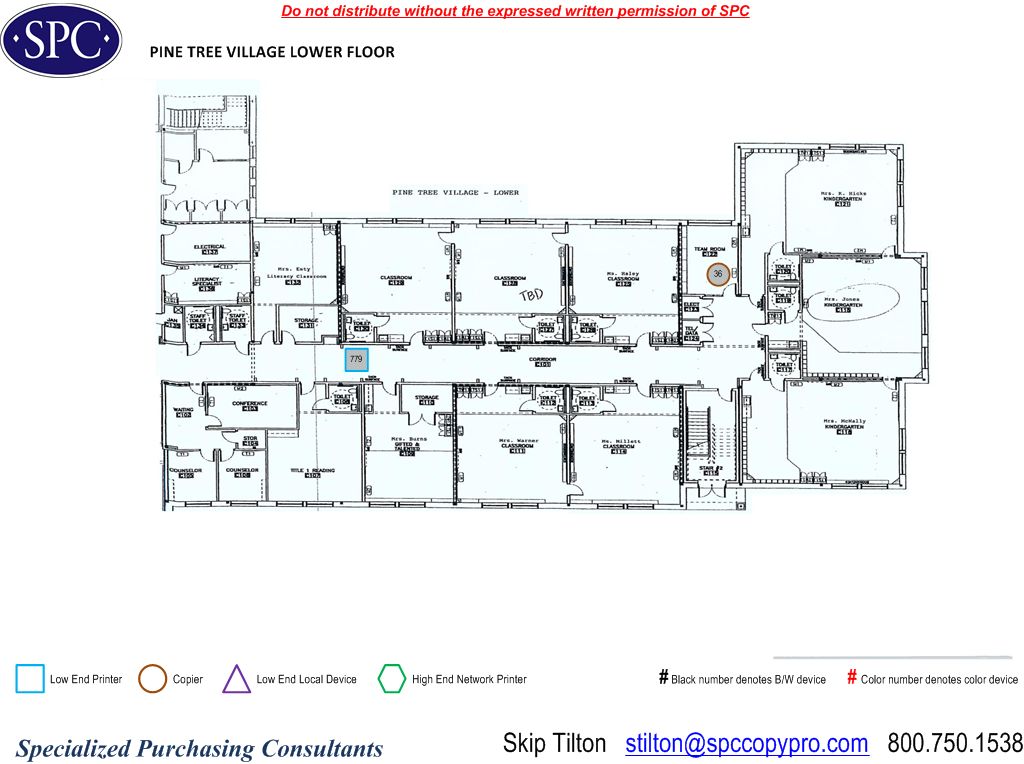 Do not distribute without the expressed written permission of SPC
SPC
PINE TREE VILLAGE LOWER FLOOR
PINE TREE VILLAGE - LOWER
Mrs. R. Hicks
KINDERGARTEN
ELECTRICAL
TEAM ROOM
Mrs. Esty
Literacy Classroom
LITERACY
SPECIALIST
CLASSROOM
CLASSROOM
TBD
Ms. Haley
CLASSROOM
36
TOILET
TOILET
Mrs. Jones
KINDERGARTEN
ELECT
TEL/
DATA
JAN
STAFF
TOILET
STAFF
TOILET
STORAGE
TOILET
TOILET
TOILET
779
CORRIDOR
TOILET
WAITING
CONFERENCE
TOILET
STORAGE
TOILET
TOILET
STOR
Mrs. Burns
GIFTED &
TALENTED
Mrs. Warner
CLASSROOM
Ms. Millett
CLASSROOM
Mrs. McNally
KINDERGARTEN
COUNSELOR
COUNSELOR
TITLE 1 READING
STAIR #2
Low End Printer
Copier
Low End Local Device
High End Network Printer
# Black number denotes B/W device
# Color number denotes color device
Specialized Purchasing Consultants
Skip Tilton stilton@spccopypro.com 800.750.1538